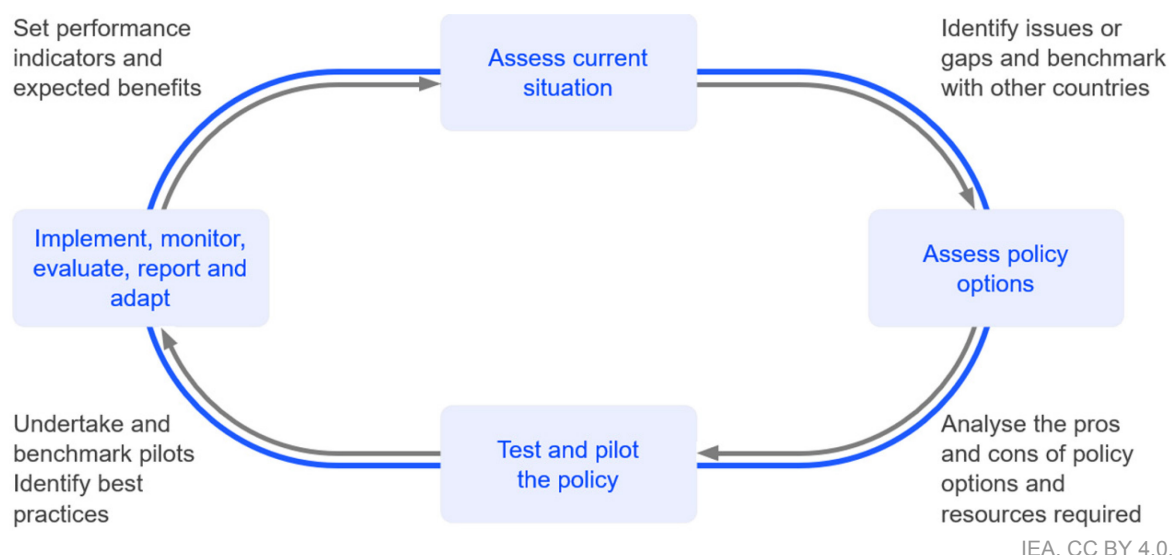 Set performance
indicators and
expected benefits
Assess current
situation
Identify issues or
gaps and benchmark
with other countries
Implement, monitor,
evaluate, report and
adapt
Assess policy
options
Undertake and
benchmark pilots
Identify best
practices
Test and pilot
the policy
Analyse the pros
and cons of policy
options and
resources required
IEA. CC BY 4.0.